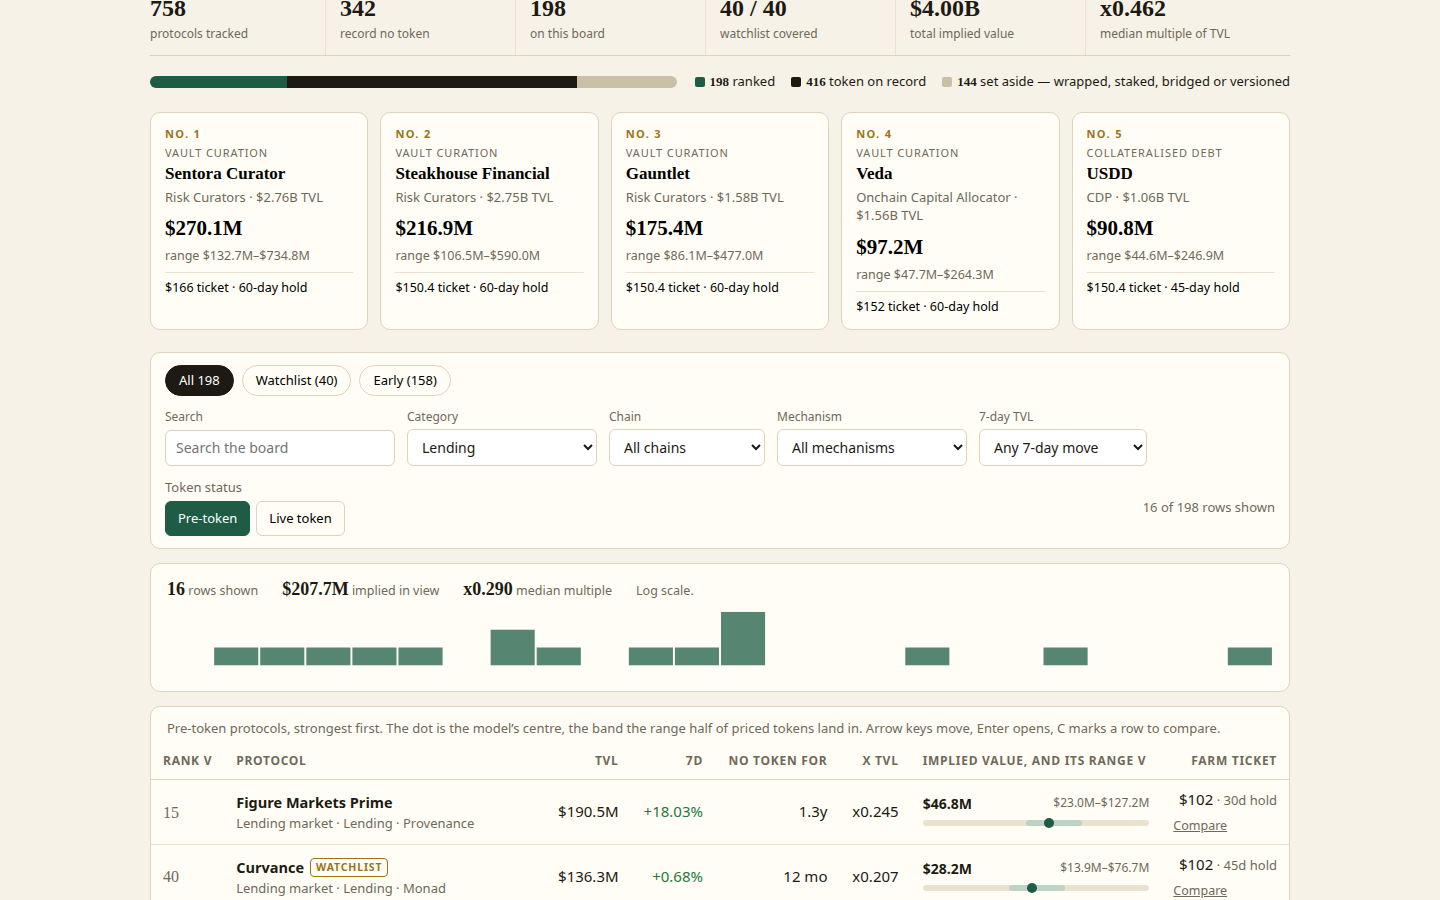 758
protocols tracked
342
record no token
198
on this board
40 / 40
watchlist covered
$4.00B
total implied value
x0.462
median multiple of TVL
198 ranked
416 token on record
144 set aside — wrapped, staked, bridged or versioned
NO. 1
VAULT CURATION
Sentora Curator
Risk Curators · $2.76B TVL
$270.1M
range $132.7M–$734.8M
$166 ticket · 60-day hold
NO. 2
VAULT CURATION
Steakhouse Financial
Risk Curators · $2.75B TVL
$216.9M
range $106.5M–$590.0M
$150.4 ticket · 60-day hold
NO. 3
VAULT CURATION
Gauntlet
Risk Curators · $1.58B TVL
$175.4M
range $86.1M–$477.0M
$150.4 ticket · 60-day hold
NO. 4
VAULT CURATION
Veda
Onchain Capital Allocator ·
$1.56B TVL
$97.2M
range $47.7M–$264.3M
$152 ticket · 60-day hold
NO. 5
COLLATERALISED DEBT
USDD
CDP · $1.06B TVL
$90.8M
range $44.6M–$246.9M
$150.4 ticket · 45-day hold
All 198
Watchlist (40)
Early (158)
Search
Search the board
Category
Lending
Chain
All chains
Mechanism
All mechanisms
7-day TVL
Any 7-day move
Token status
Pre-token
Live token
16 of 198 rows shown
16 rows shown
$207.7M implied in view
x0.290 median multiple
Log scale.
Pre-token protocols, strongest first. The dot is the model’s centre, the band the range half of priced tokens land in. Arrow keys move, Enter opens, C marks a row to compare.
RANK V PROTOCOL TVL 7D NO TOKEN FOR X TVL IMPLIED VALUE, AND ITS RANGE V FARM TICKET
15
Figure Markets Prime
Lending market · Lending · Provenance
$190.5M
+18.03%
1.3y
x0.245
$46.8M
$23.0M–$127.2M
$102 · 30d hold
Compare
40
Curvance WATCHLIST
Lending market · Lending · Monad
$136.3M
+0.68%
12 mo
x0.207
$28.2M
$13.9M–$76.7M
$102 · 45d hold
Compare